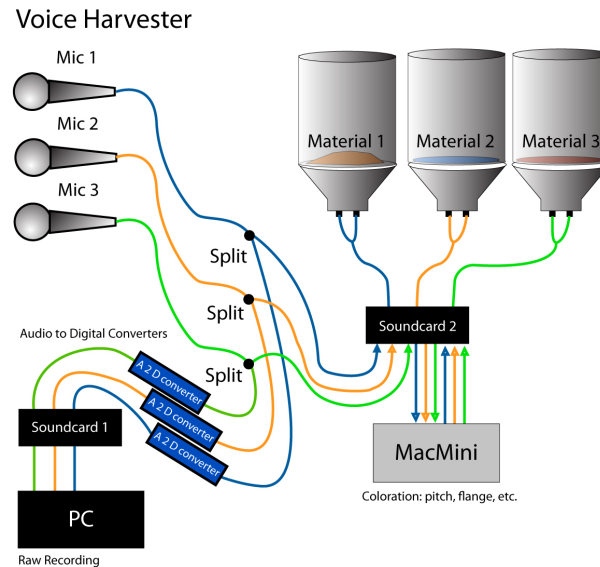 Voice Harvester
Mic 1
Mic 2
Mic 3
Material 1
Material 2
Material 3
Split
Split
Split
Audio to Digital Converters
A 2 D converter
A 2 D converter
A 2 D converter
Soundcard 2
Soundcard 1
MacMini
Coloration: pitch, flange, etc.
PC
Raw Recording